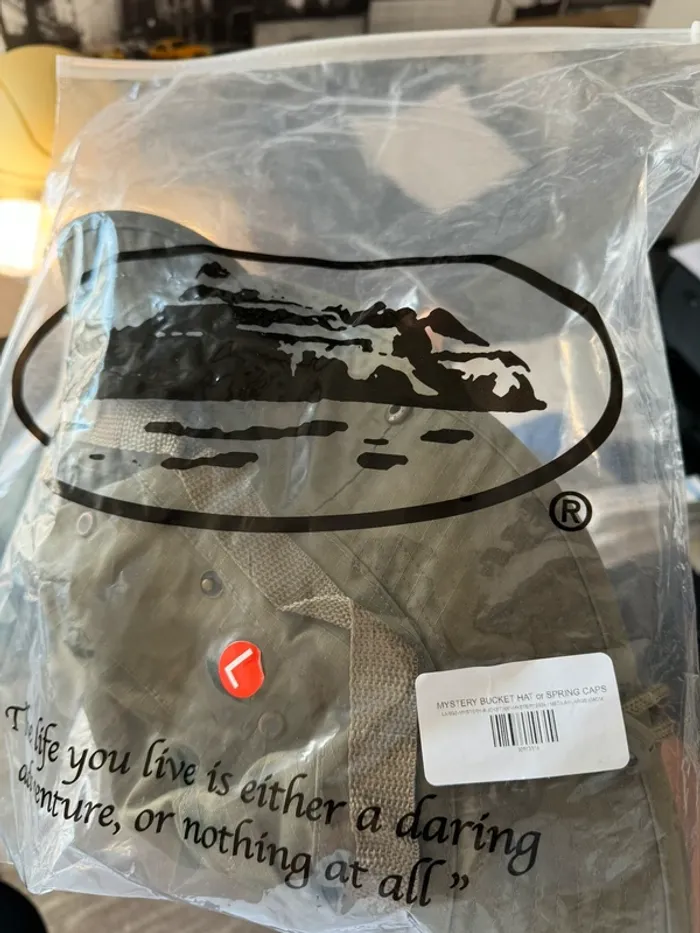 ®
L
MYSTERY BUCKET HAT or SPRING CAPS
The life you live is either a daring
adventure, or nothing at all”